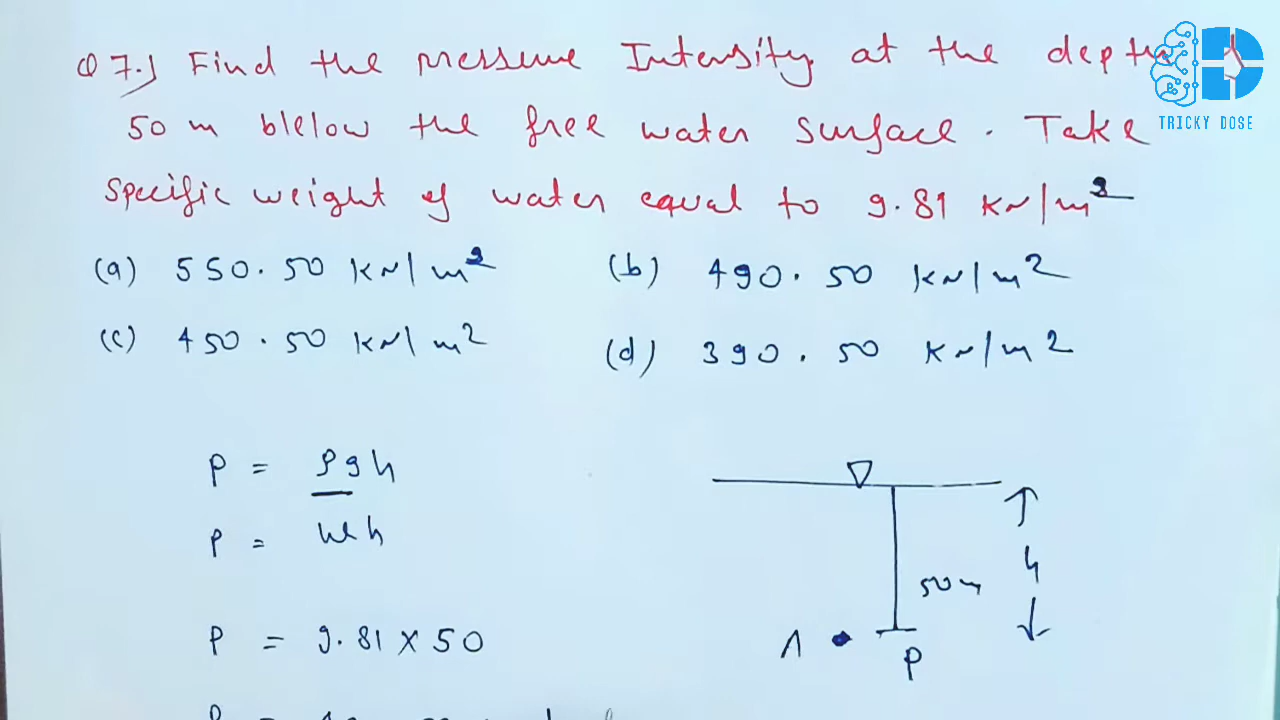 Q 7.) Find the pressure Intensity at the depth of
50 m blelow the free water surface. Take
Specific weight of water equal to 9.81 KN/m3
(a) 550.50 KN/m2 (b) 490.50 KN/m2
(c) 450.50 KN/m2 (d) 390.50 KN/m2
P = ρgh
P = wh
P = 9.81 × 50
50m
h
P
TRICKY DOSE